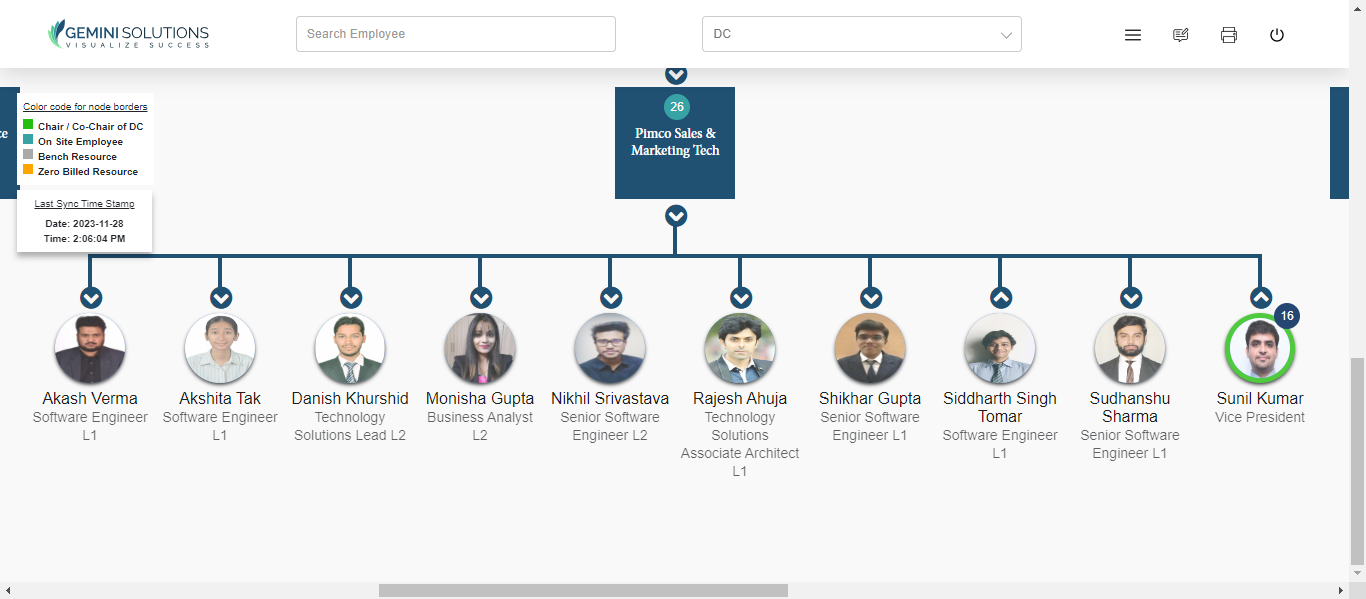 GEMINI SOLUTIONS
VISUALIZE SUCCESS
Search Employee
DC
ce
Color code for node borders
Chair / Co-Chair of DC
On Site Employee
Bench Resource
Zero Billed Resource
Last Sync Time Stamp
Date: 2023-11-28
Time: 2:06:04 PM
26
Pimco Sales &
Marketing Tech
16
Akash Verma
Software Engineer
L1
Akshita Tak
Software Engineer
L1
Danish Khurshid
Technology
Solutions Lead L2
Monisha Gupta
Business Analyst
L2
Nikhil Srivastava
Senior Software
Engineer L2
Rajesh Ahuja
Technology
Solutions
Associate Architect
L1
Shikhar Gupta
Senior Software
Engineer L1
Siddharth Singh
Tomar
Software Engineer
L1
Sudhanshu
Sharma
Senior Software
Engineer L1
Sunil Kumar
Vice President